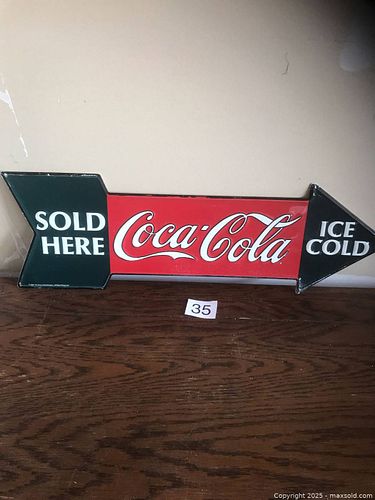 SOLD
HERE
Coca-Cola
ICE
COLD
35
Copyright © 2025 - maxsold.com